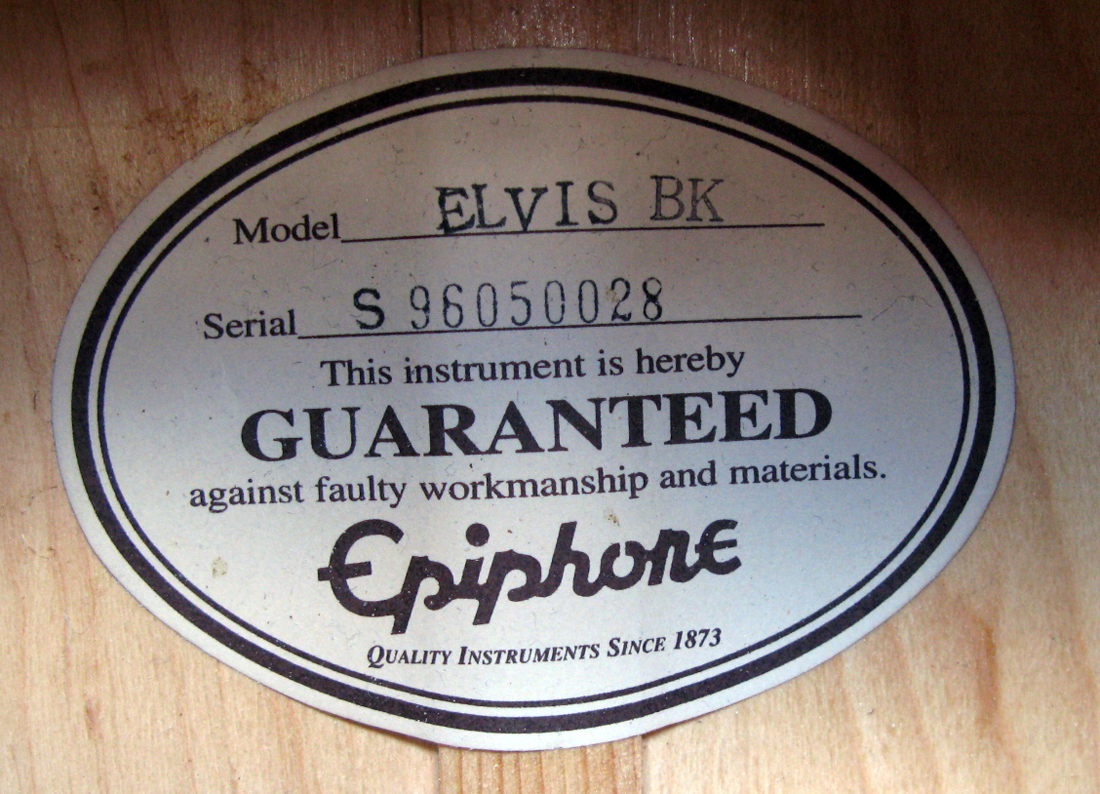 Model ELVIS BK
Serial S 96050028
This instrument is hereby
GUARANTEED
against faulty workmanship and materials.
Epiphone
QUALITY INSTRUMENTS SINCE 1873